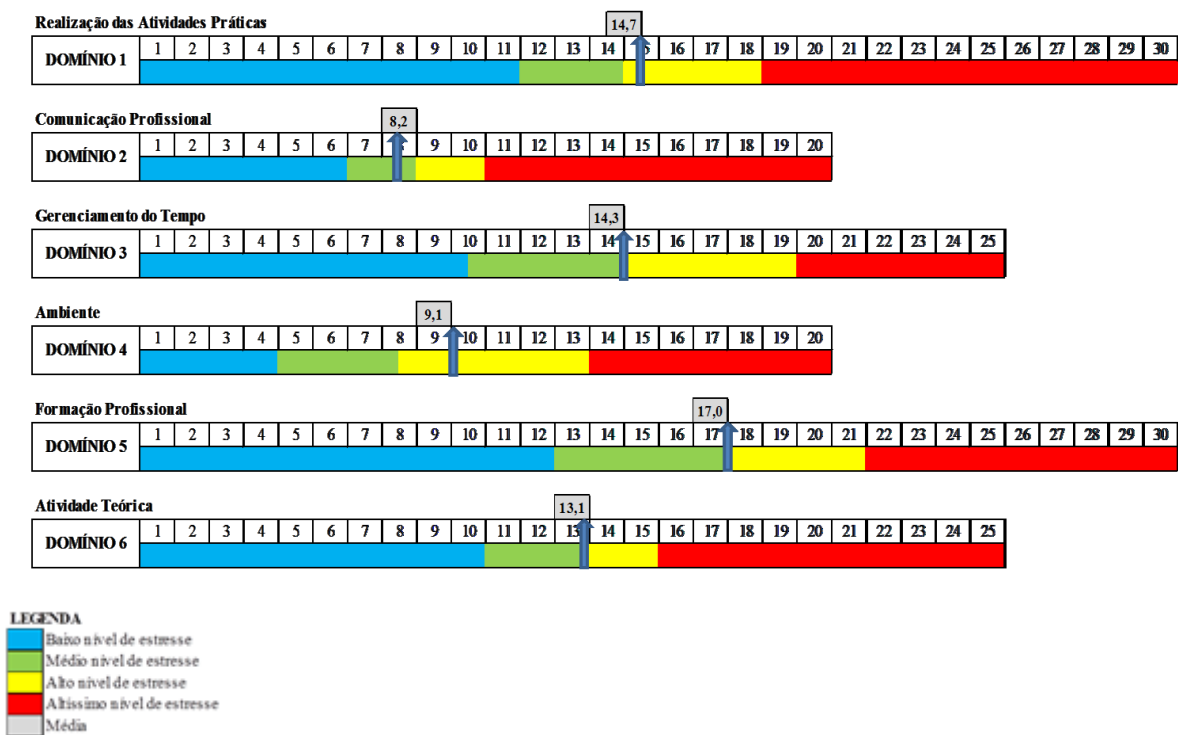 Realização das Atividades Práticas
14,7
DOMÍNIO 1
1 2 3 4 5 6 7 8 9 10 11 12 13 14 15 16 17 18 19 20 21 22 23 24 25 26 27 28 29 30
Comunicação Profissional
8,2
DOMÍNIO 2
1 2 3 4 5 6 7 8 9 10 11 12 13 14 15 16 17 18 19 20
Gerenciamento do Tempo
14,3
DOMÍNIO 3
1 2 3 4 5 6 7 8 9 10 11 12 13 14 15 16 17 18 19 20 21 22 23 24 25
Ambiente
9,1
DOMÍNIO 4
1 2 3 4 5 6 7 8 9 10 11 12 13 14 15 16 17 18 19 20
Formação Profissional
17,0
DOMÍNIO 5
1 2 3 4 5 6 7 8 9 10 11 12 13 14 15 16 17 18 19 20 21 22 23 24 25 26 27 28 29 30
Atividade Teórica
13,1
DOMÍNIO 6
1 2 3 4 5 6 7 8 9 10 11 12 13 14 15 16 17 18 19 20 21 22 23 24 25
LEGENDA
Baixo nível de estresse
Médio nível de estresse
Alto nível de estresse
Altíssimo nível de estresse
Média